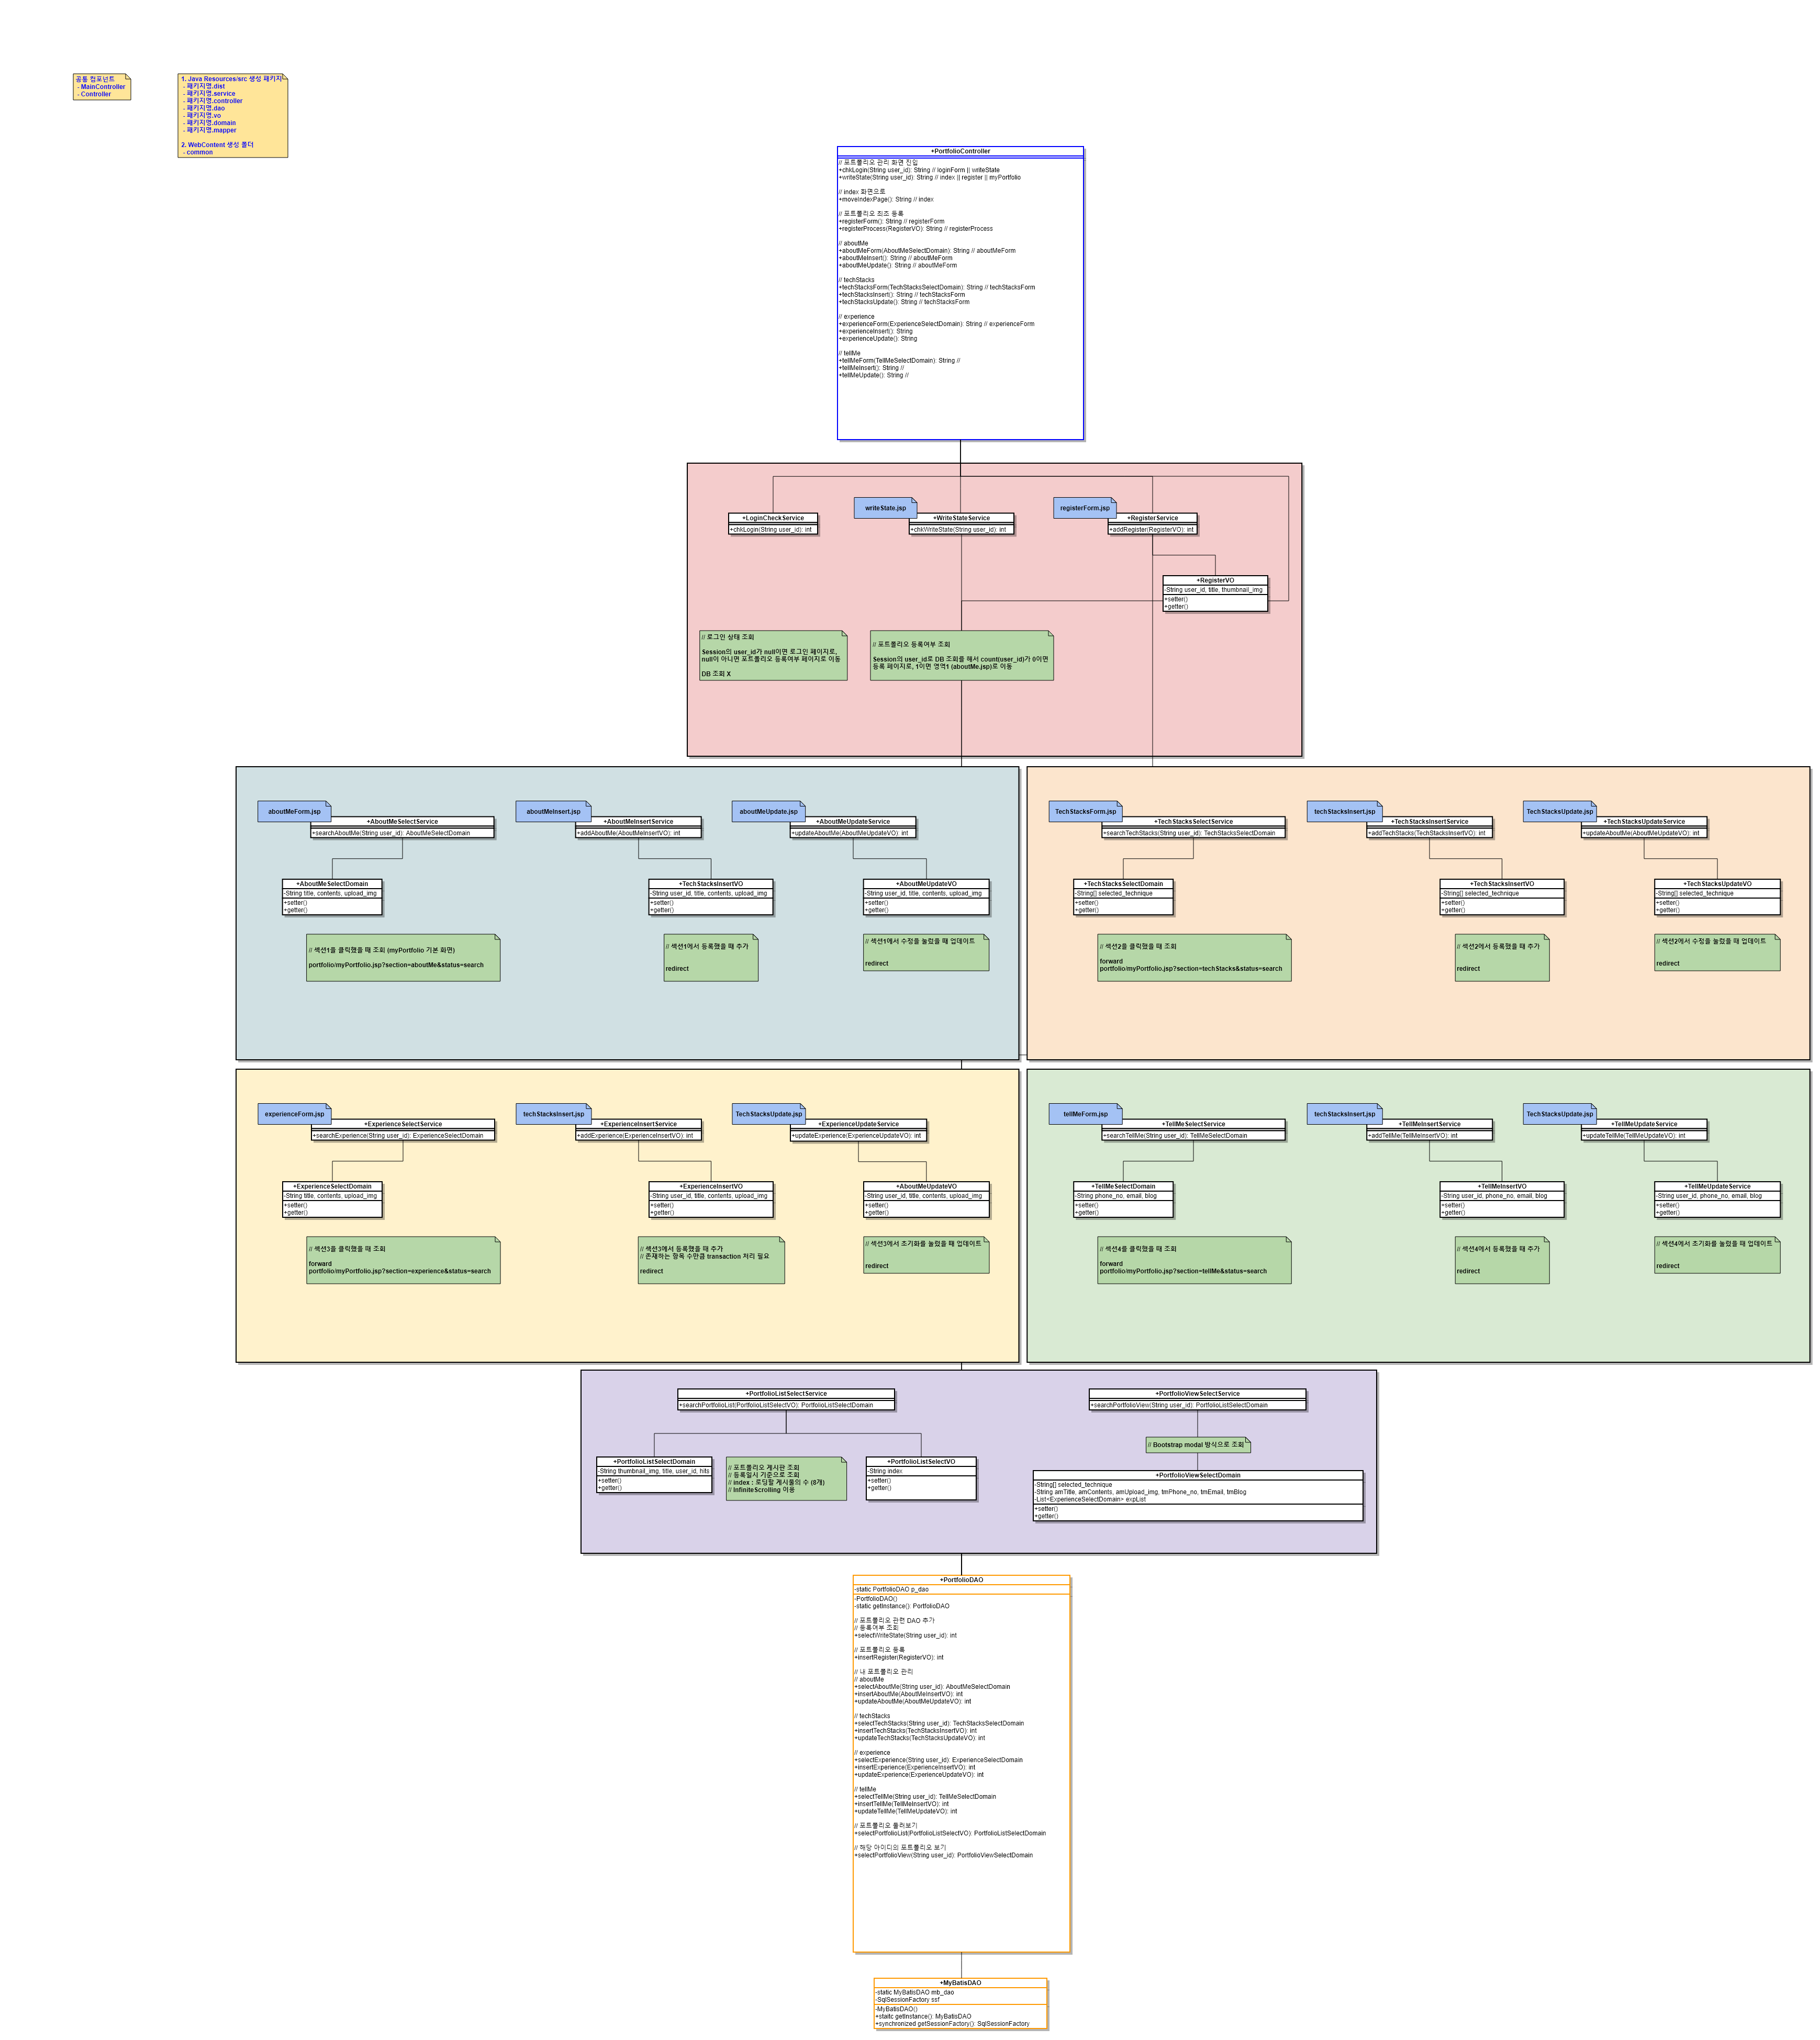 공통 컴포넌트
- MainController
- Controller
1. Java Resources/src 생성 패키지
- 패키지명.dist
- 패키지명.service
- 패키지명.controller
- 패키지명.dao
- 패키지명.vo
- 패키지명.domain
- 패키지명.mapper
2. WebContent 생성 폴더
- common
+PortfolioController
// 포트폴리오 관리 화면 진입
+chkLogin(String user_id): String // loginForm || writeState
+writeState(String user_id): String // index || register || myPortfolio
// index 화면으로
+moveIndexPage(): String // index
// 포트폴리오 최초 등록
+registerForm(): String // registerForm
+registerProcess(RegisterVO): String // registerProcess
// aboutMe
+aboutMeForm(AboutMeSelectDomain): String // aboutMeForm
+aboutMeInsert(): String // aboutMeForm
+aboutMeUpdate(): String // aboutMeForm
// techStacks
+techStacksForm(TechStacksSelectDomain): String // techStacksForm
+techStacksInsert(): String // techStacksForm
+techStacksUpdate(): String // techStacksForm
// experience
+experienceForm(ExperienceSelectDomain): String // experienceForm
+experienceInsert(): String
+experienceUpdate(): String
// tellMe
+tellMeForm(TellMeSelectDomain): String //
+tellMeInsert(): String //
+tellMeUpdate(): String //
+LoginCheckService
+chkLogin(String user_id): int
writeState.jsp
+WriteStateService
+chkWriteState(String user_id): int
registerForm.jsp
+RegisterService
+addRegister(RegisterVO): int
+RegisterVO
-String user_id, title, thumbnail_img
+setter()
+getter()
// 로그인 상태 조회
Session의 user_id가 null이면 로그인 페이지로,
null이 아니면 포트폴리오 등록여부 페이지로 이동
DB 조회 X
// 포트폴리오 등록여부 조회
Session의 user_id로 DB 조회를 해서 count(user_id)가 0이면
등록 페이지로, 1이면 영역1 (aboutMe.jsp)로 이동
aboutMeForm.jsp
+AboutMeSelectService
+searchAboutMe(String user_id): AboutMeSelectDomain
+AboutMeSelectDomain
-String title, contents, upload_img
+setter()
+getter()
// 섹션1을 클릭했을 때 조회 (myPortfolio 기본 화면)
portfolio/myPortfolio.jsp?section=aboutMe&status=search
aboutMeInsert.jsp
+AboutMeInsertService
+addAboutMe(AboutMeInsertVO): int
+TechStacksInsertVO
-String user_id, title, contents, upload_img
+setter()
+getter()
// 섹션1에서 등록했을 때 추가
redirect
aboutMeUpdate.jsp
+AboutMeUpdateService
+updateAboutMe(AboutMeUpdateVO): int
+AboutMeUpdateVO
-String user_id, title, contents, upload_img
+setter()
+getter()
// 섹션1에서 수정을 눌렀을 때 업데이트
redirect
TechStacksForm.jsp
+TechStacksSelectService
+searchTechStacks(String user_id): TechStacksSelectDomain
+TechStacksSelectDomain
-String[] selected_technique
+setter()
+getter()
// 섹션2을 클릭했을 때 조회
forward
portfolio/myPortfolio.jsp?section=techStacks&status=search
techStacksInsert.jsp
+TechStacksInsertService
+addTechStacks(TechStacksInsertVO): int
+TechStacksInsertVO
-String[] selected_technique
+setter()
+getter()
// 섹션2에서 등록했을 때 추가
redirect
TechStacksUpdate.jsp
+TechStacksUpdateService
+updateAboutMe(AboutMeUpdateVO): int
+TechStacksUpdateVO
-String[] selected_technique
+setter()
+getter()
// 섹션2에서 수정을 눌렀을 때 업데이트
redirect
experienceForm.jsp
+ExperienceSelectService
+searchExperience(String user_id): ExperienceSelectDomain
+ExperienceSelectDomain
-String title, contents, upload_img
+setter()
+getter()
// 섹션3을 클릭했을 때 조회
forward
portfolio/myPortfolio.jsp?section=experience&status=search
techStacksInsert.jsp
+ExperienceInsertService
+addExperience(ExperienceInsertVO): int
+ExperienceInsertVO
-String user_id, title, contents, upload_img
+setter()
+getter()
// 섹션3에서 등록했을 때 추가
// 존재하는 항목 수만큼 transaction 처리 필요
redirect
TechStacksUpdate.jsp
+ExperienceUpdateService
+updateExperience(ExperienceUpdateVO): int
+AboutMeUpdateVO
-String user_id, title, contents, upload_img
+setter()
+getter()
// 섹션3에서 초기화를 눌렀을 때 업데이트
redirect
tellMeForm.jsp
+TellMeSelectService
+searchTellMe(String user_id): TellMeSelectDomain
+TellMeSelectDomain
-String phone_no, email, blog
+setter()
+getter()
// 섹션4를 클릭했을 때 조회
forward
portfolio/myPortfolio.jsp?section=tellMe&status=search
techStacksInsert.jsp
+TellMeInsertService
+addTellMe(TellMeInsertVO): int
+TellMeInsertVO
-String user_id, phone_no, email, blog
+setter()
+getter()
// 섹션4에서 등록했을 때 추가
redirect
TechStacksUpdate.jsp
+TellMeUpdateService
+updateTellMe(TellMeUpdateVO): int
+TellMeUpdateService
-String user_id, phone_no, email, blog
+setter()
+getter()
// 섹션4에서 초기화를 눌렀을 때 업데이트
redirect
+PortfolioListSelectService
+searchPortfolioList(PortfolioListSelectVO): PortfolioListSelectDomain
+PortfolioListSelectDomain
-String thumbnail_img, title, user_id, hits
+setter()
+getter()
// 포트폴리오 게시판 조회
// 등록일시 기준으로 조회
// index : 로딩할 게시물의 수 (8개)
// InfiniteScrolling 이용
+PortfolioListSelectVO
-String index
+setter()
+getter()
+PortfolioViewSelectService
+searchPortfolioView(String user_id): PortfolioListSelectDomain
// Bootstrap modal 방식으로 조회
+PortfolioViewSelectDomain
-String[] selected_technique
-String amTitle, amContents, amUpload_img, tmPhone_no, tmEmail, tmBlog
-List<ExperienceSelectDomain> expList
+setter()
+getter()
+PortfolioDAO
-static PortfolioDAO p_dao
-PortfolioDAO()
-static getInstance(): PortfolioDAO
// 포트폴리오 관련 DAO 추가
// 등록여부 조회
+selectWriteState(String user_id): int
// 포트폴리오 등록
+insertRegister(RegisterVO): int
// 내 포트폴리오 관리
// aboutMe
+selectAboutMe(String user_id): AboutMeSelectDomain
+insertAboutMe(AboutMeInsertVO): int
+updateAboutMe(AboutMeUpdateVO): int
// techStacks
+selectTechStacks(String user_id): TechStacksSelectDomain
+insertTechStacks(TechStacksInsertVO): int
+updateTechStacks(TechStacksUpdateVO): int
// experience
+selectExperience(String user_id): ExperienceSelectDomain
+insertExperience(ExperienceInsertVO): int
+updateExperience(ExperienceUpdateVO): int
// tellMe
+selectTellMe(String user_id): TellMeSelectDomain
+insertTellMe(TellMeInsertVO): int
+updateTellMe(TellMeUpdateVO): int
// 포트폴리오 둘러보기
+selectPortfolioList(PortfolioListSelectVO): PortfolioListSelectDomain
// 해당 아이디의 포트폴리오 보기
+selectPortfolioView(String user_id): PortfolioViewSelectDomain
+MyBatisDAO
-static MyBatisDAO mb_dao
-SqlSessionFactory ssf
-MyBatisDAO()
+staitc getInstance(): MyBatisDAO
+synchronized getSessionFactory(): SqlSessionFactory